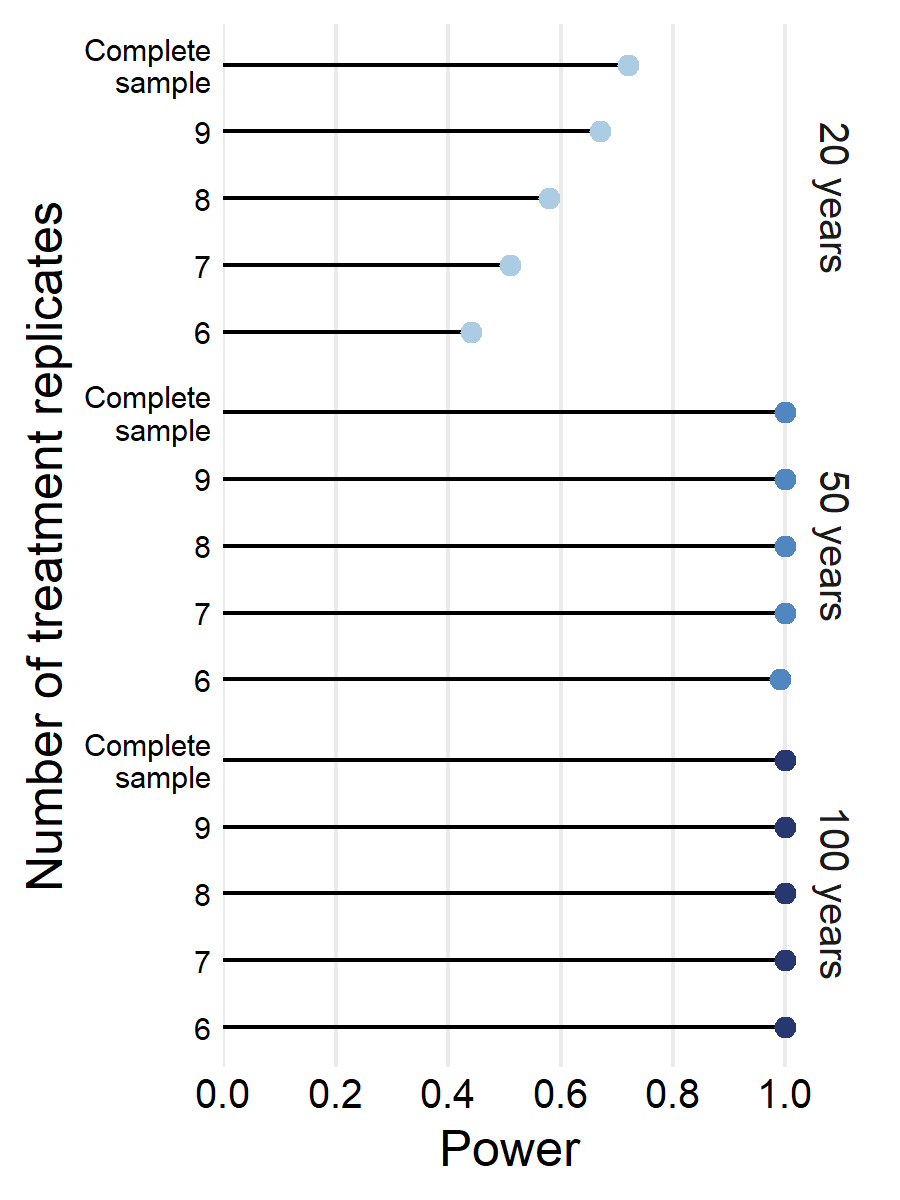 Number of treatment replicates
Complete
sample
9
8
7
6
20 years
Complete
sample
9
8
7
6
50 years
Complete
sample
9
8
7
6
100 years
0.0 0.2 0.4 0.6 0.8 1.0
Power